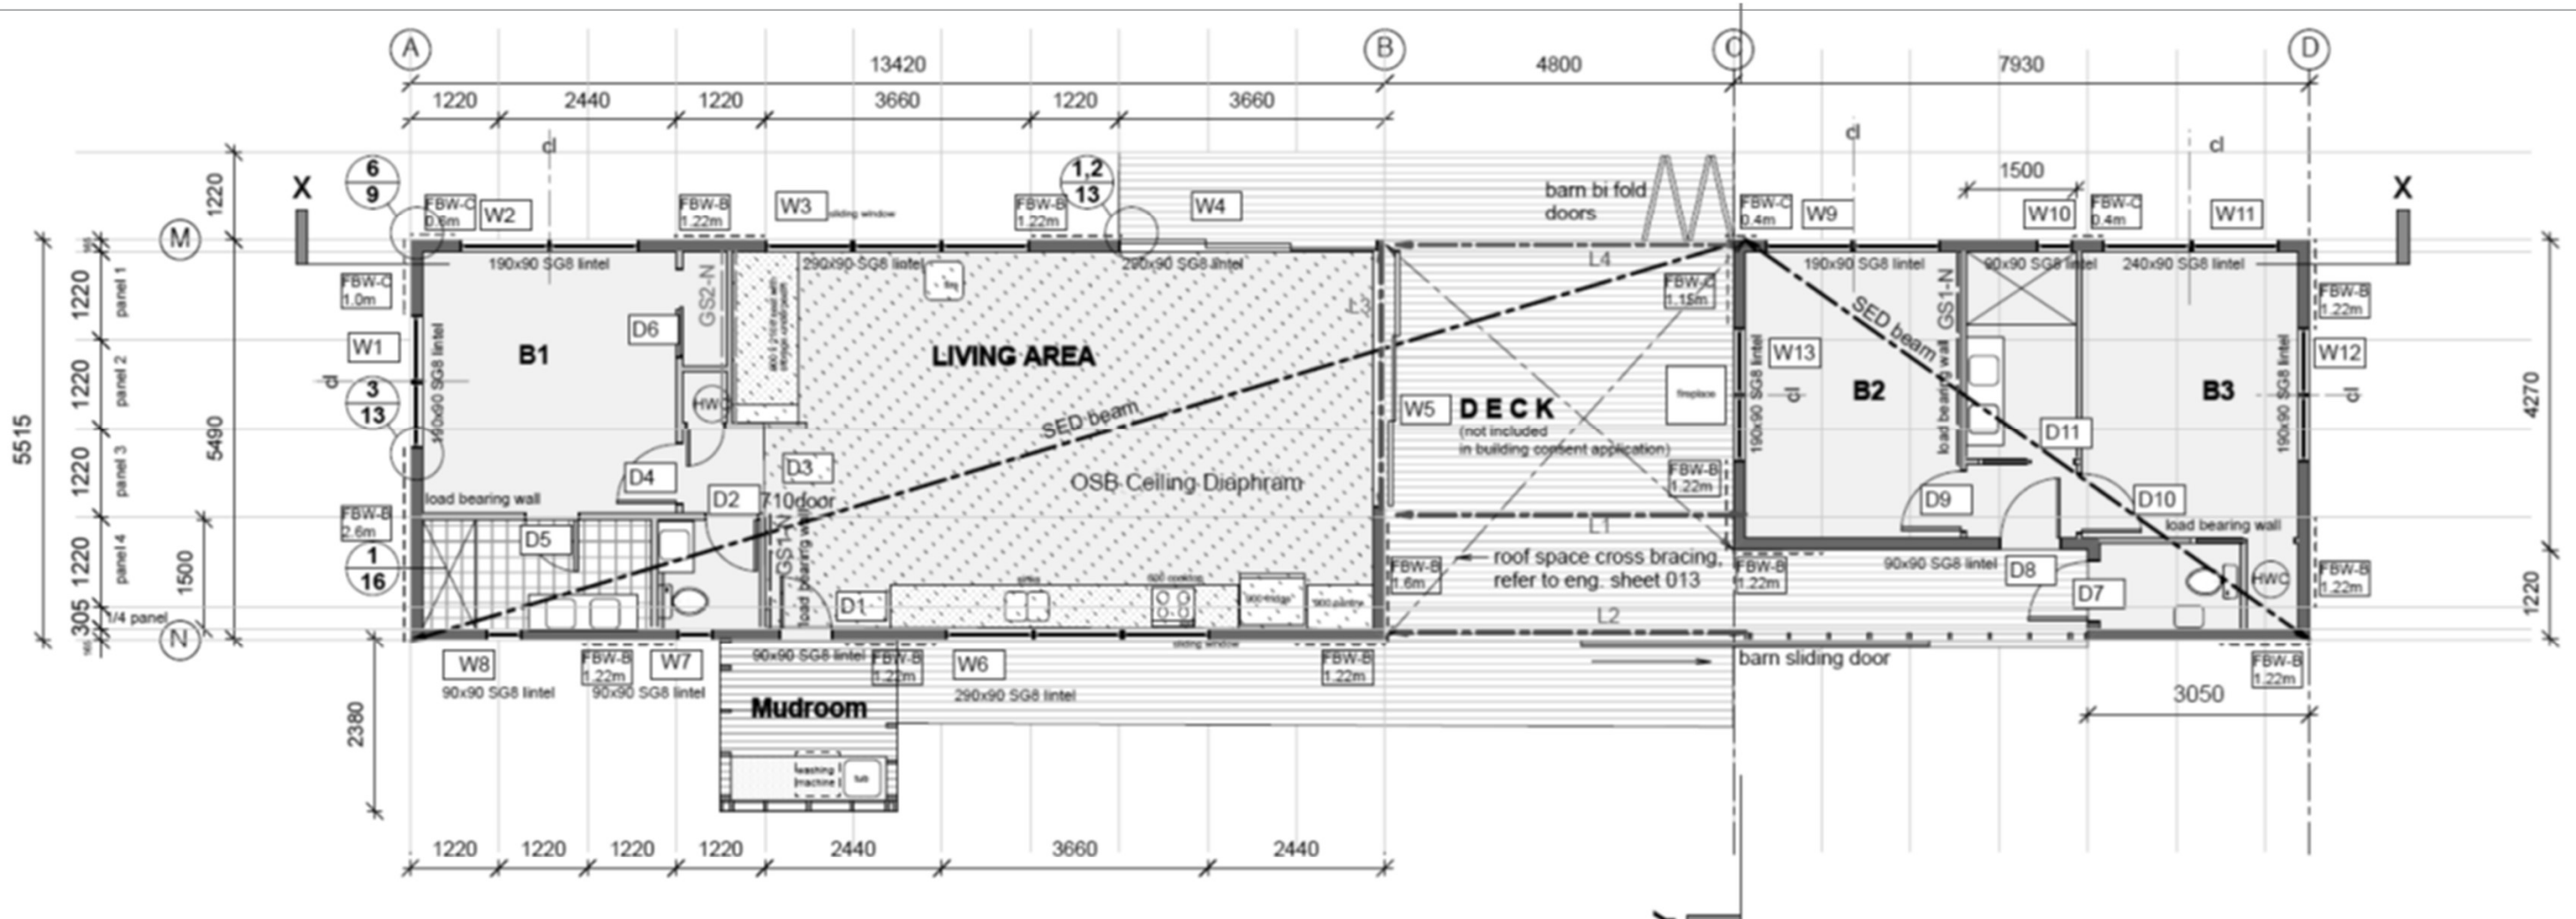 A B C D
13420 4800 7930
1220 2440 1220 3660 1220 3660
cl cl cl
1500
1220
X X
6
9
1,2
13
FBW-C
0.6m
W2
FBW-B
1.22m
W3
sliding window
FBW-B
1.22m
W4
barn bi fold
doors
FBW-C
0.4m
W9
W10
FBW-C
0.4m
W11
M
190x90 SG8 lintel
290x90 SG8 lintel
290x90 SG8 lintel
L4
190x90 SG8 lintel
90x90 SG8 lintel
240x90 SG8 lintel
FBW-C
1.0m
1220
panel 1
GS2-N
L3
FBW-C
1.15m
GS1-N
FBW-B
1.22m
W1
D6
B1
LIVING AREA
SED beam
W13
W12
cl
190x90 SG8 lintel
1220
panel 2
3
13
HWC
SED beam
W5
DECK
(not included
in building consent application)
fireplace
190x90 SG8 lintel
cl
B2
load bearing wall
B3
190x90 SG8 lintel
cl
4270
5515
5490
1220
panel 3
D4
D3
D2
710door
OSB Ceiling Diaphram
FBW-B
1.22m
D11
D9
D10
load bearing wall
FBW-B
2.6m
load bearing wall
D5
1220
panel 4
1500
1
16
load bearing wall
L1
roof space cross bracing,
refer to eng. sheet 013
FBW-B
1.6m
FBW-B
1.22m
90x90 SG8 lintel
D8
D7
HWC
FBW-B
1.22m
1220
305
1/4 panel
D1
L2
N
W8
FBW-B
1.22m
W7
90x90 SG8 lintel
FBW-B
1.22m
W6
sliding window
FBW-B
1.22m
barn sliding door
FBW-B
1.22m
90x90 SG8 lintel
90x90 SG8 lintel
290x90 SG8 lintel
3050
Mudroom
2380
washing
machine
tub
1220 1220 1220 1220 2440 3660 2440